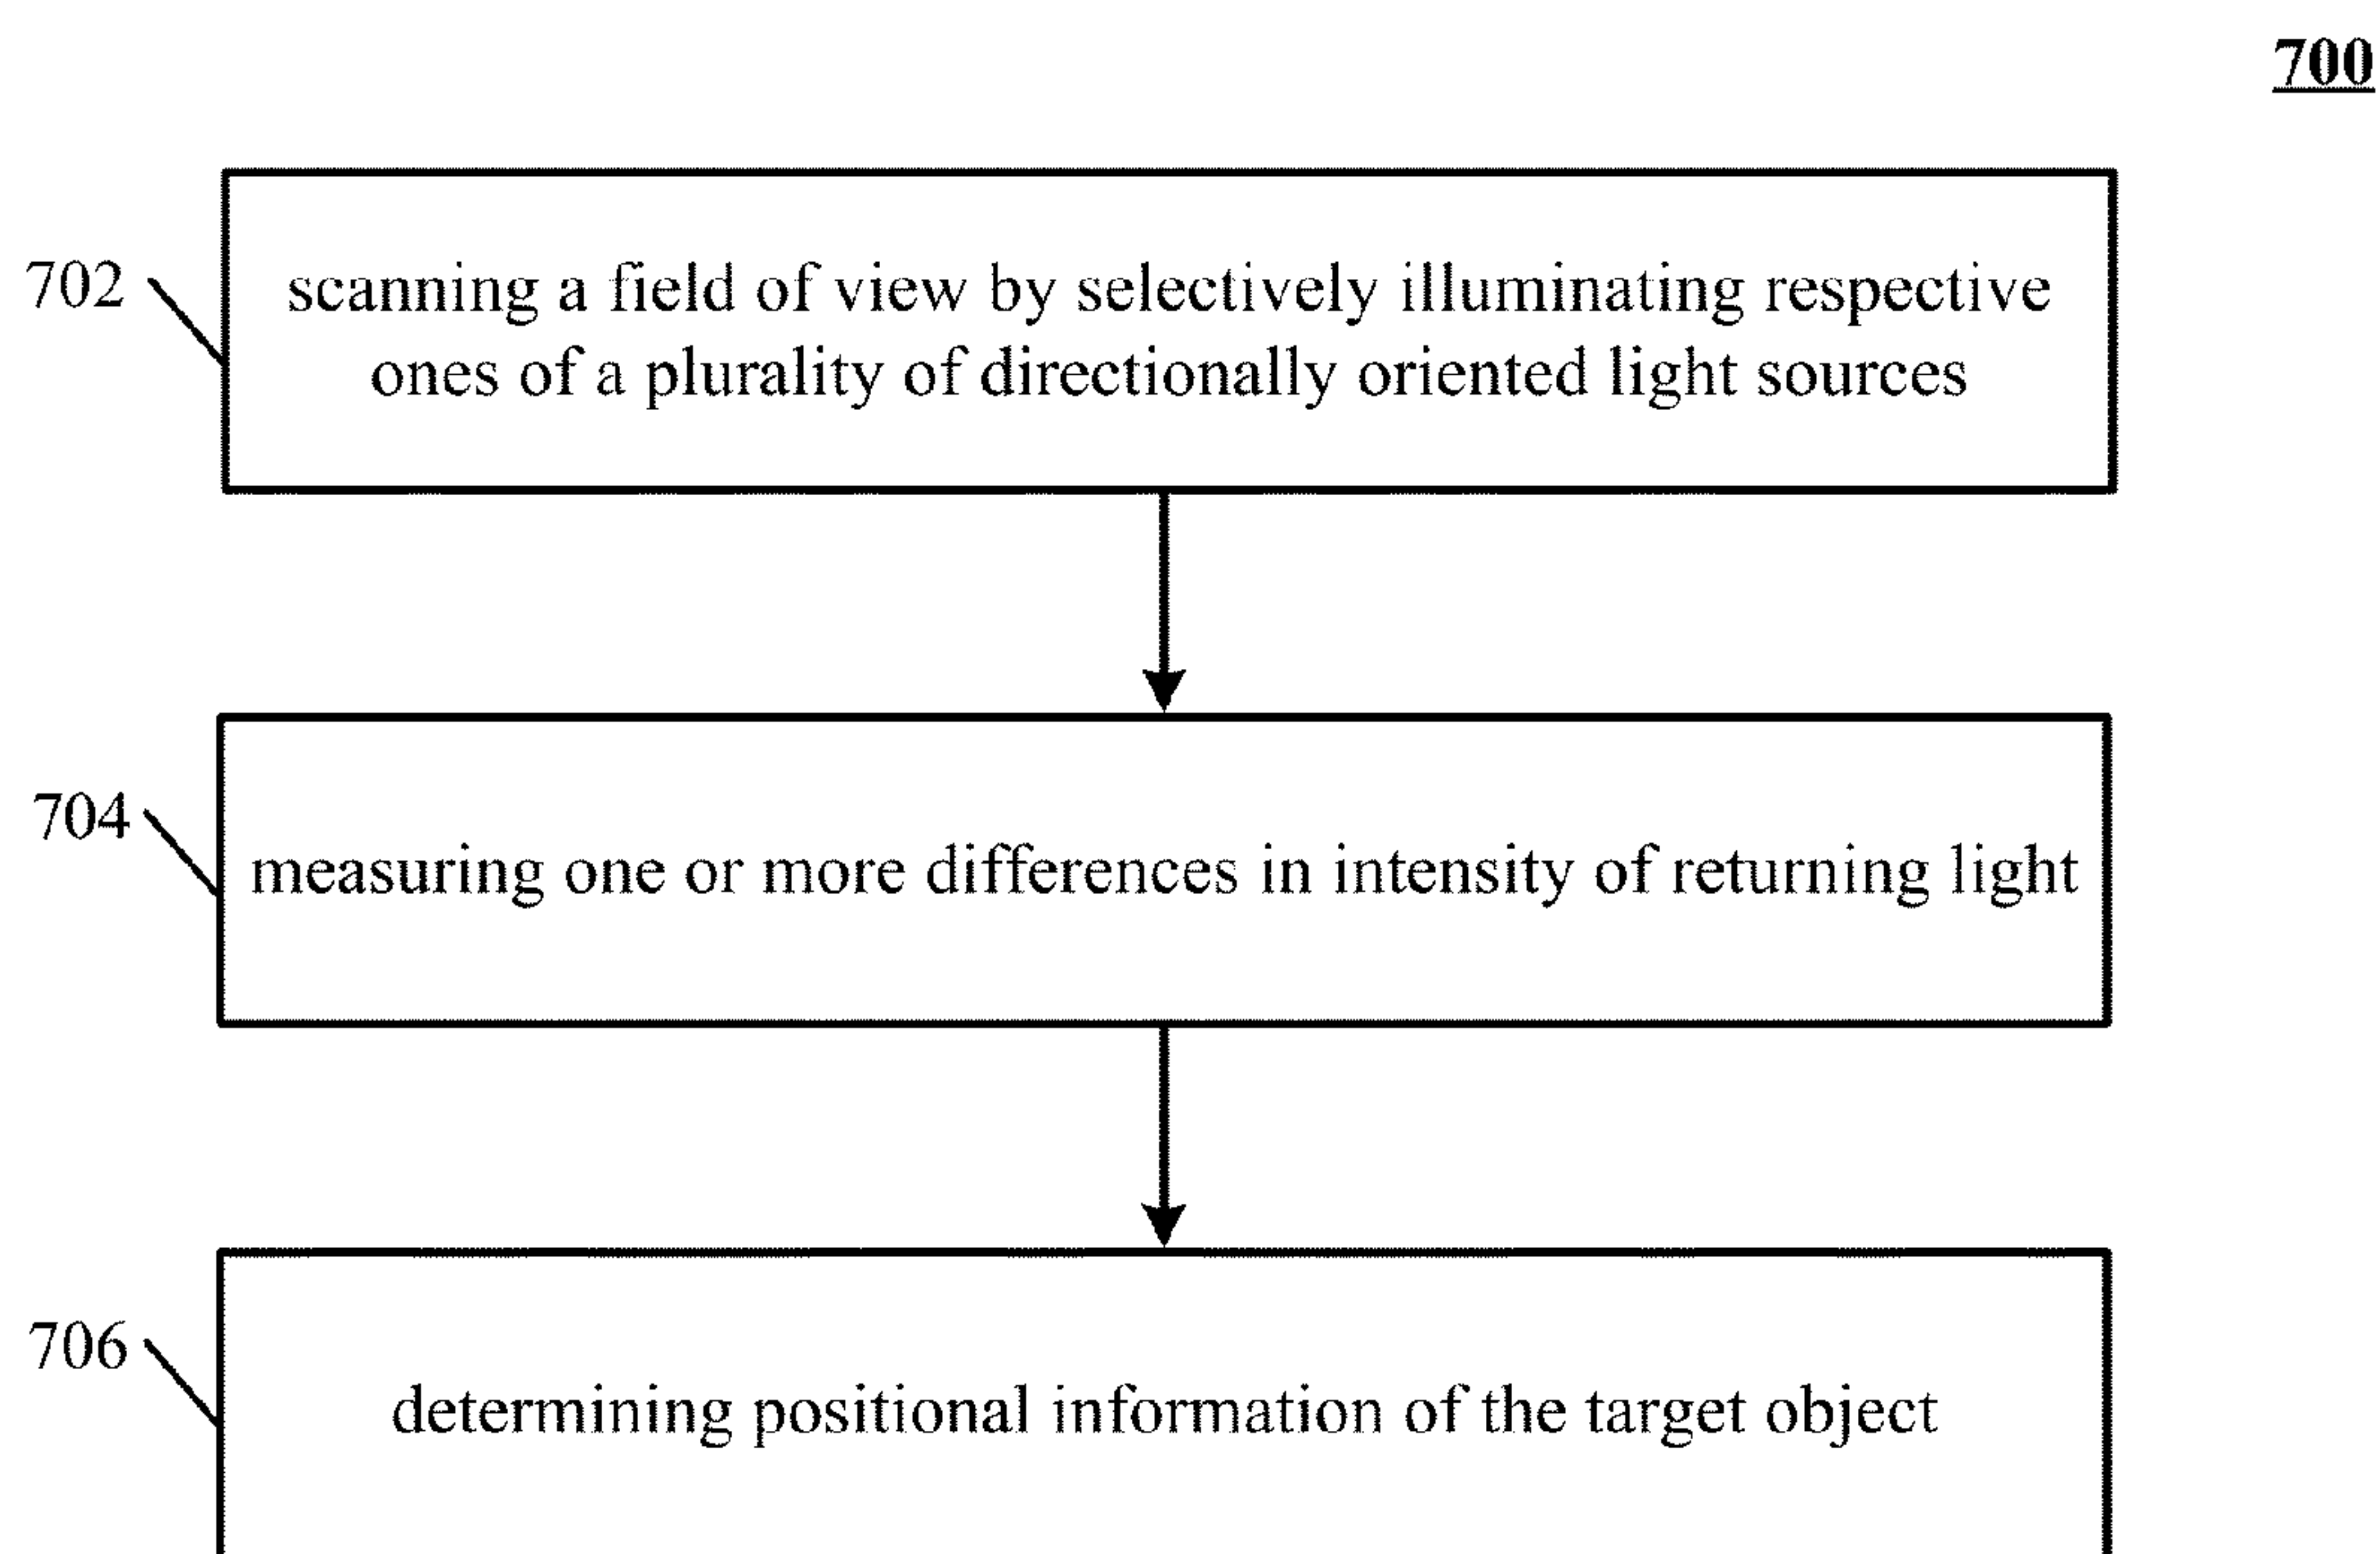 700
702
scanning a field of view by selectively illuminating respective
ones of a plurality of directionally oriented light sources
704
measuring one or more differences in intensity of returning light
706
determining positional information of the target object